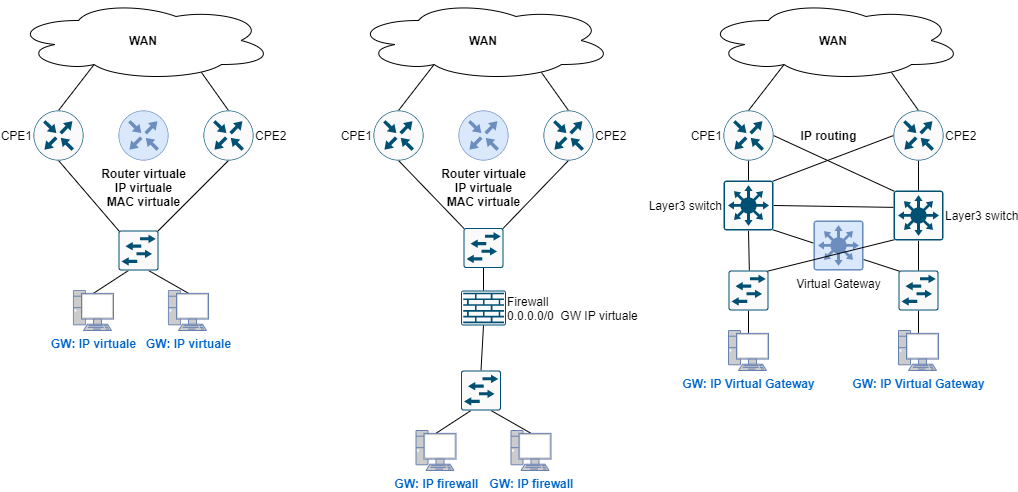 WAN
CPE1
CPE2
Router virtuale
IP virtuale
MAC virtuale
GW: IP virtuale
GW: IP virtuale
WAN
CPE1
CPE2
Router virtuale
IP virtuale
MAC virtuale
Firewall
0.0.0.0/0  GW IP virtuale
GW: IP firewall
GW: IP firewall
WAN
CPE1
IP routing
CPE2
Layer3 switch
Layer3 switch
Virtual Gateway
GW: IP Virtual Gateway
GW: IP Virtual Gateway